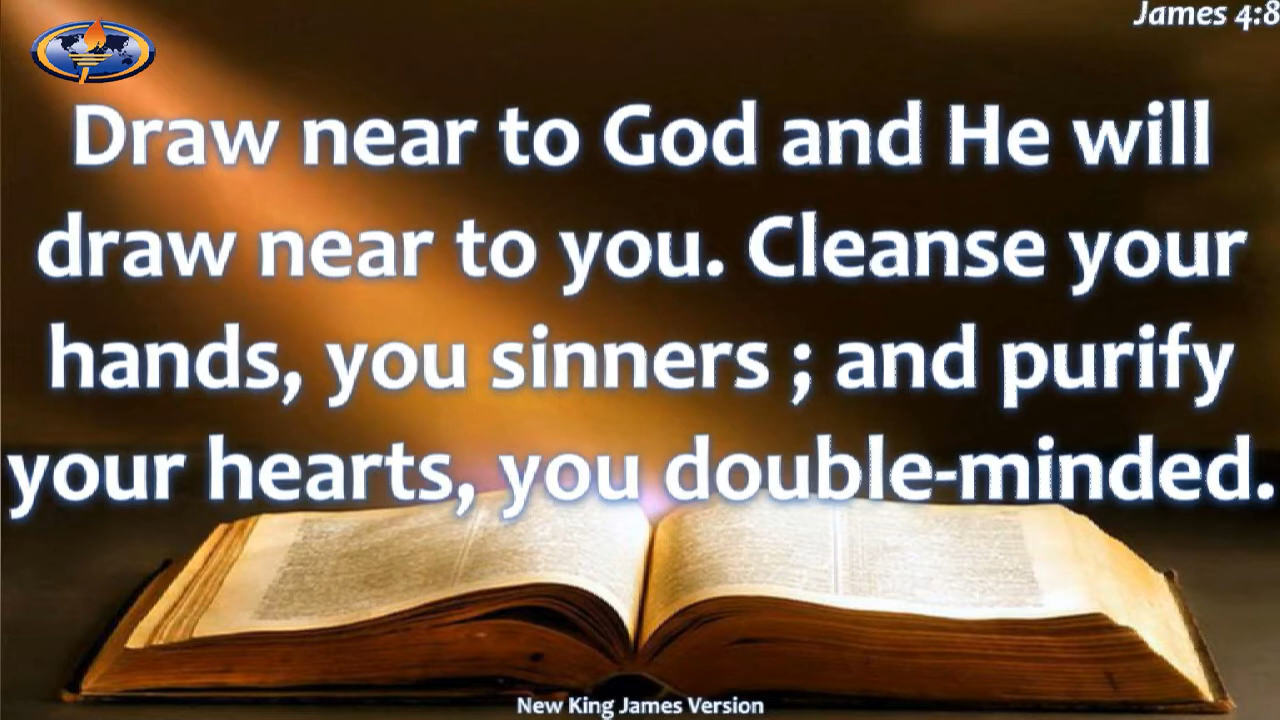 James 4:8
Draw near to God and He will
draw near to you. Cleanse your
hands, you sinners ; and purify
your hearts, you double-minded.
New King James Version